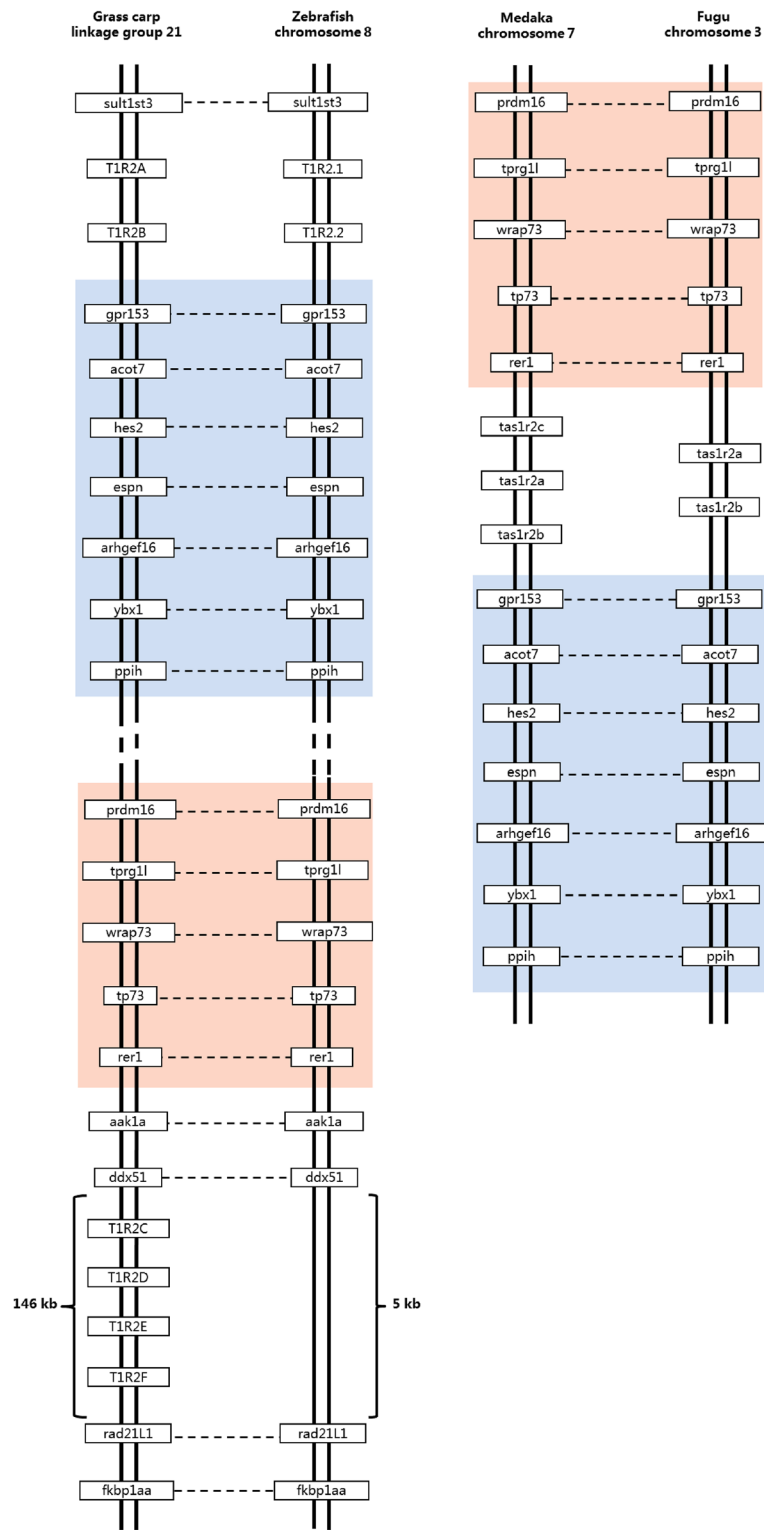 Grass carp
linkage group 21
Zebrafish
chromosome 8
sult1st3
sult1st3
T1R2A
T1R2.1
T1R2B
T1R2.2
gpr153
gpr153
acot7
acot7
hes2
hes2
espn
espn
arhgef16
arhgef16
ybx1
ybx1
ppih
ppih
prdm16
prdm16
tprg1l
tprg1l
wrap73
wrap73
tp73
tp73
rer1
rer1
aak1a
aak1a
ddx51
ddx51
T1R2C
T1R2D
146 kb
5 kb
T1R2E
T1R2F
rad21L1
rad21L1
fkbp1aa
fkbp1aa
Medaka
chromosome 7
Fugu
chromosome 3
prdm16
prdm16
tprg1l
tprg1l
wrap73
wrap73
tp73
tp73
rer1
rer1
tas1r2c
tas1r2a
tas1r2a
tas1r2b
tas1r2b
gpr153
gpr153
acot7
acot7
hes2
hes2
espn
espn
arhgef16
arhgef16
ybx1
ybx1
ppih
ppih